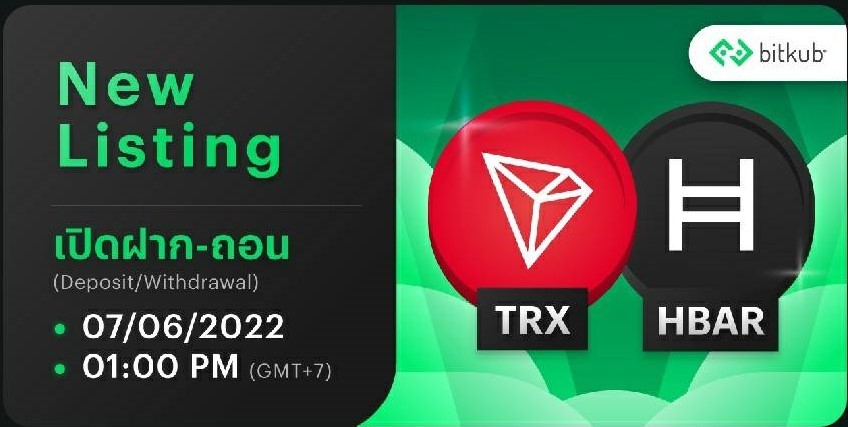 New
Listing
เปิดฝาก-ถอน
(Deposit/Withdrawal)
• 07/06/2022
• 01:00 PM (GMT+7)
bitkub
TRX
HBAR